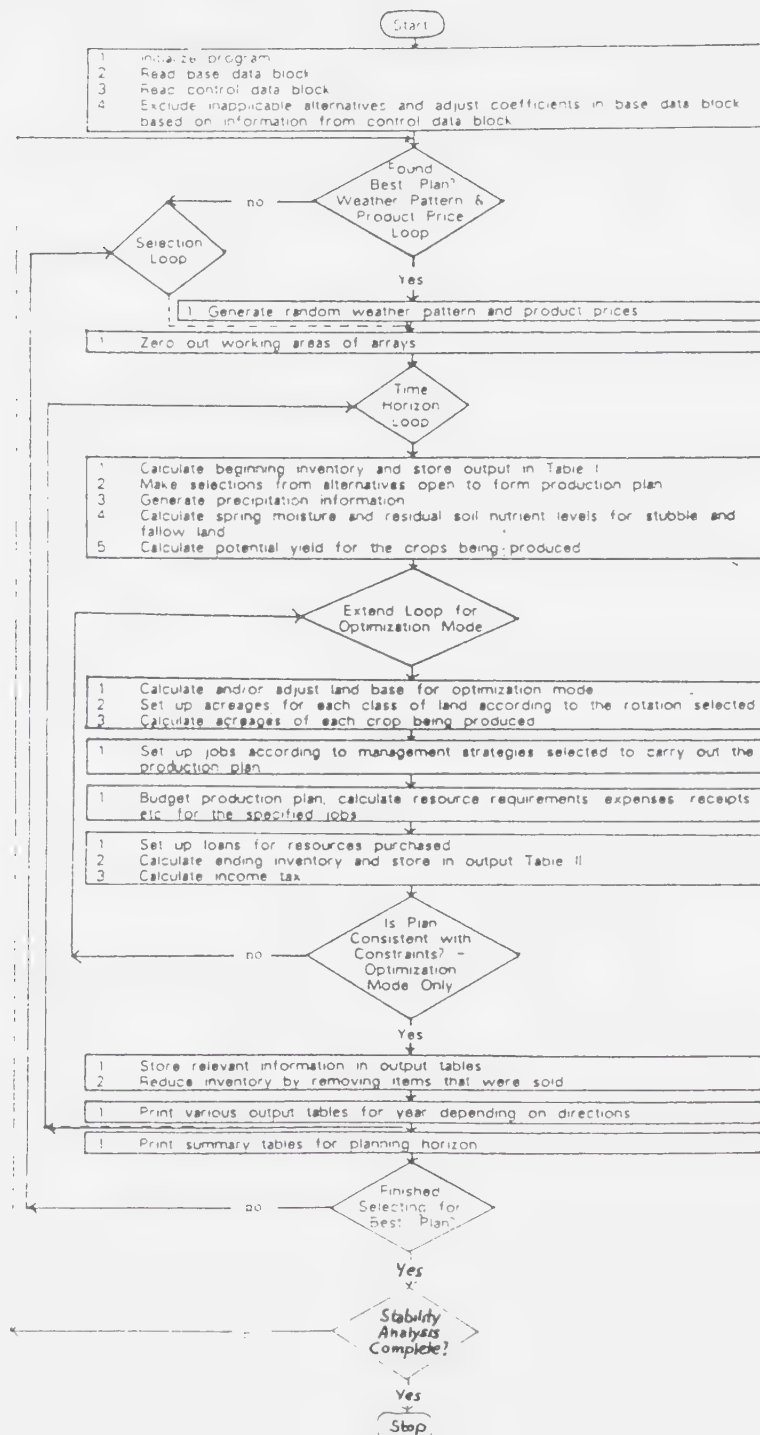 Start
1 Initialize program
2 Read base data block
3 Read control data block
4 Exclude inapplicable alternatives and adjust coefficients in base data block
based on information from control data block
Found
Best Plan?
Weather Pattern &
Product Price
Loop
no
Selection
Loop
Yes
1 Generate random weather pattern and product prices
1 Zero out working areas of arrays
Time
Horizon
Loop
1 Calculate beginning inventory and store output in Table I
2 Make selections from alternatives open to form production plan
3 Generate precipitation information
4 Calculate spring moisture and residual soil nutrient levels for stubble and
fallow land
5 Calculate potential yield for the crops being produced
Extend Loop for
Optimization Mode
1 Calculate and/or adjust land base for optimization mode
2 Set up acreages for each class of land according to the rotation selected
3 Calculate acreages of each crop being produced
1 Set up jobs according to management strategies selected to carry out the
production plan
1 Budget production plan, calculate resource requirements expenses receipts
etc for the specified jobs
1 Set up loans for resources purchased
2 Calculate ending inventory and store in output Table II
3 Calculate income tax
Is Plan
Consistent with
Constraints? –
Optimization
Mode Only
no
Yes
1 Store relevant information in output tables
2 Reduce inventory by removing items that were sold
1 Print various output tables for year depending on directions
1 Print summary tables for planning horizon
Finished
Selecting for
Best Plan?
no
Yes
Stability
Analysis
Complete?
Yes
Stop